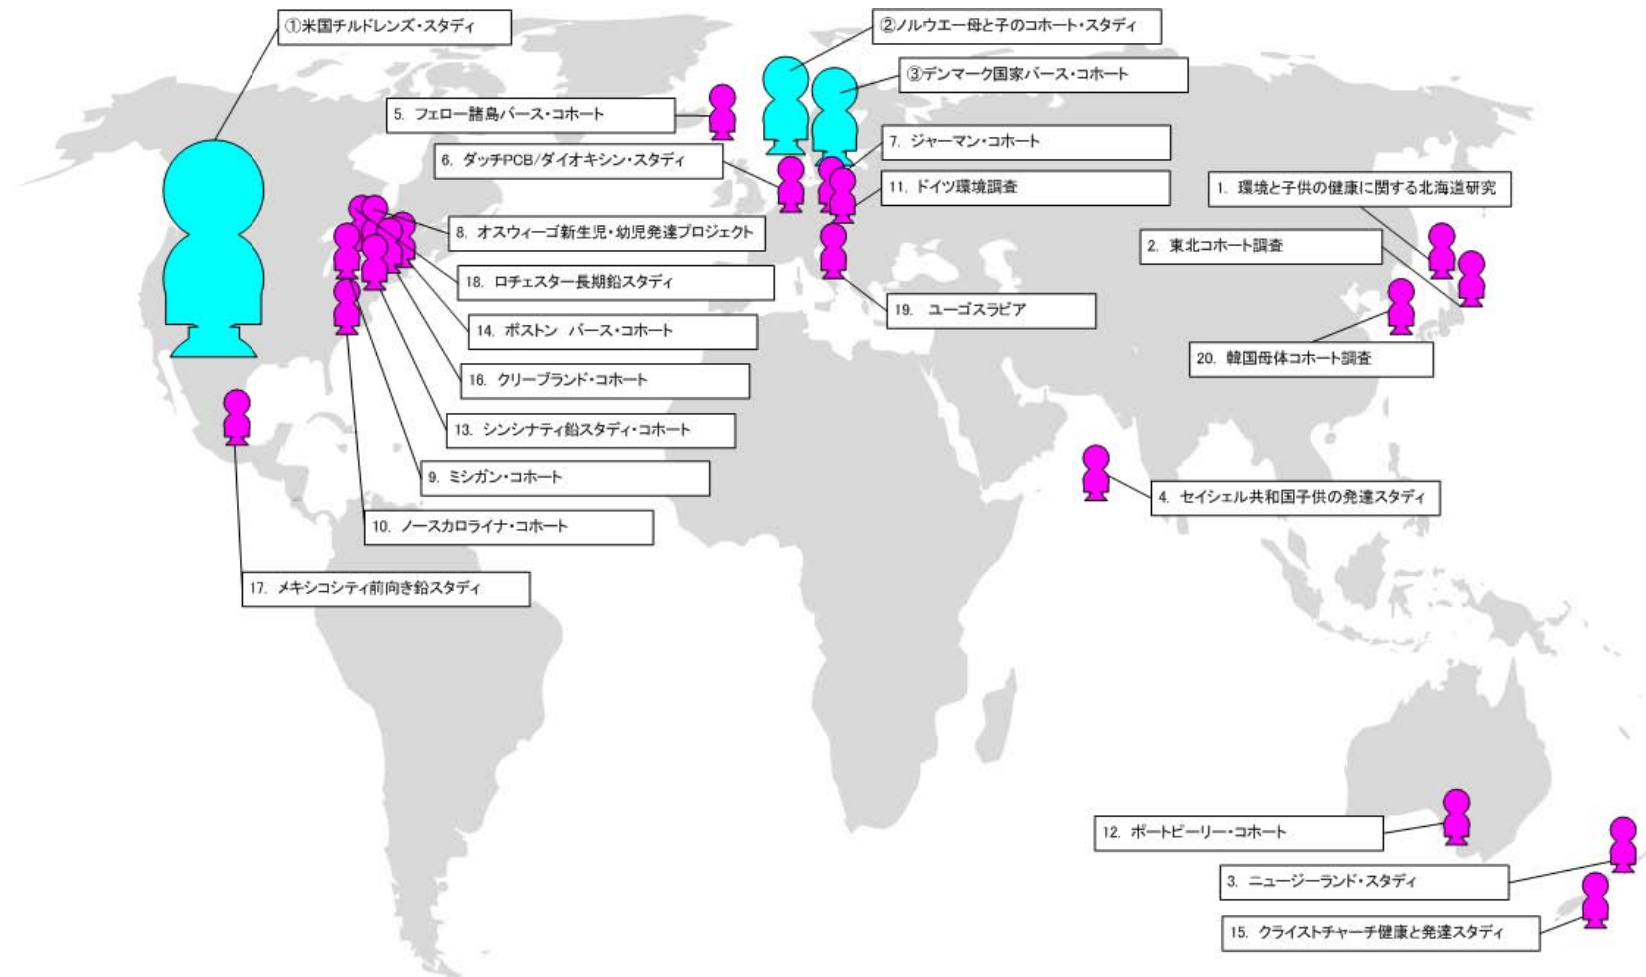 ①米国チルドレンズ・スタディ
②ノルウエー母と子のコホート・スタディ
③デンマーク国家バース・コホート
5. フェロー諸島バース・コホート
7. ジャーマン・コホート
6. ダッチPCB/ダイオキシン・スタディ
11. ドイツ環境調査
1. 環境と子供の健康に関する北海道研究
8. オスウィーゴ新生児・幼児発達プロジェクト
2. 東北コホート調査
18. ロチェスター長期鉛スタディ
19. ユーゴスラビア
14. ボストン バース・コホート
20. 韓国母体コホート調査
16. クリーブランド・コホート
13. シンシナティ鉛スタディ・コホート
9. ミシガン・コホート
4. セイシェル共和国子供の発達スタディ
10. ノースカロライナ・コホート
17. メキシコシティ前向き鉛スタディ
12. ポートピーリー・コホート
3. ニュージーランド・スタディ
15. クライストチャーチ健康と発達スタディ